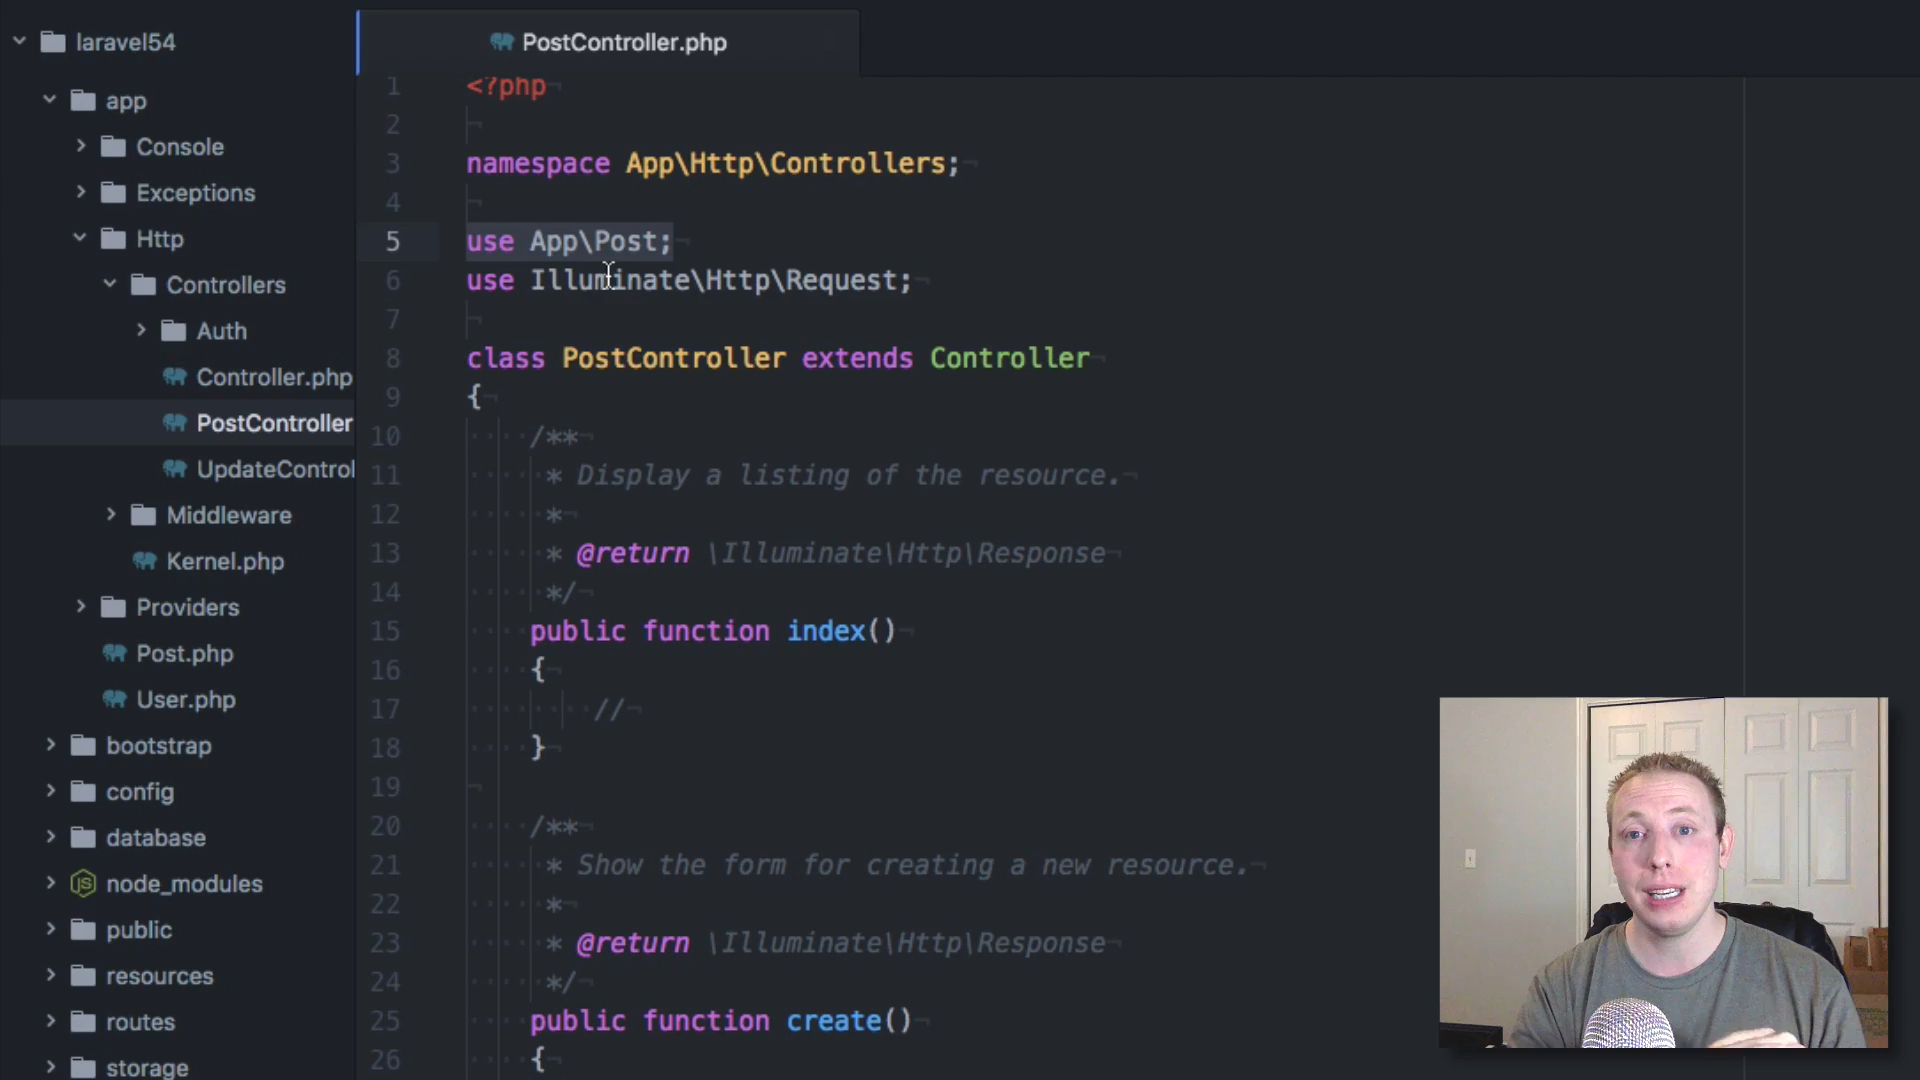 laravel54
app
Console
Exceptions
Http
Controllers
Auth
Controller.php
PostController
UpdateControl
Middleware
Kernel.php
Providers
Post.php
User.php
bootstrap
config
database
node_modules
public
resources
routes
storage
PostController.php
1 <?php
2
3 namespace App\Http\Controllers;
4
5 use App\Post;
6 use Illuminate\Http\Request;
7
8 class PostController extends Controller
9 {
10 /**
11 * Display a listing of the resource.
12 *
13 * @return \Illuminate\Http\Response
14 */
15 public function index()
16 {
17 //
18 }
19
20 /**
21 * Show the form for creating a new resource.
22 *
23 * @return \Illuminate\Http\Response
24 */
25 public function create()
26 {